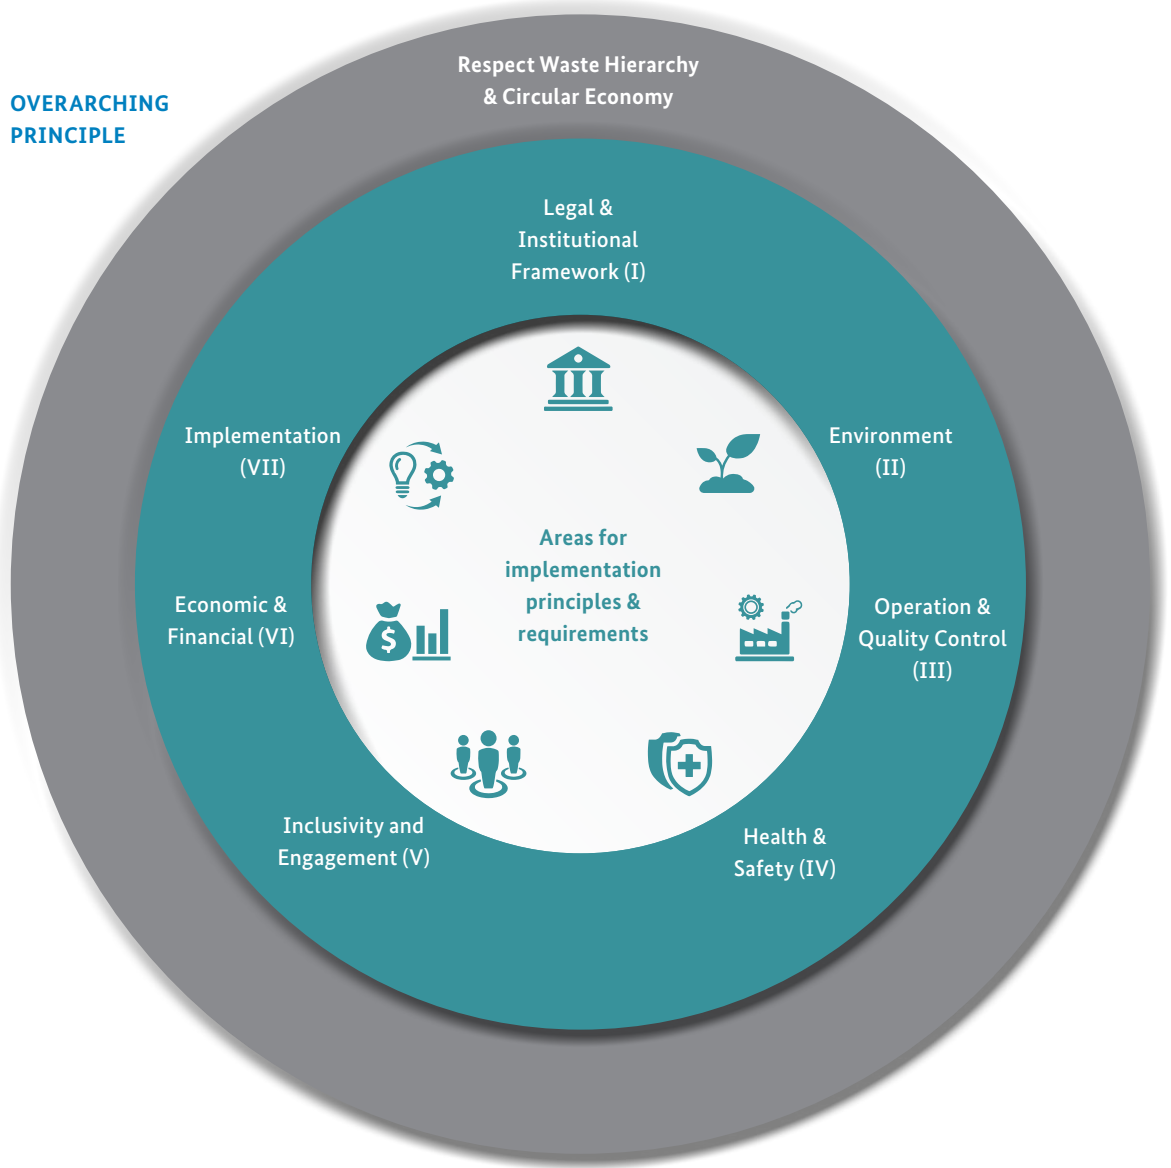 OVERARCHING
PRINCIPLE
Respect Waste Hierarchy
& Circular Economy
Legal &
Institutional
Framework (I)
Environment
(II)
Operation &
Quality Control
(III)
Health &
Safety (IV)
Inclusivity and
Engagement (V)
Economic &
Financial (VI)
Implementation
(VII)
Areas for
implementation
principles &
requirements
$